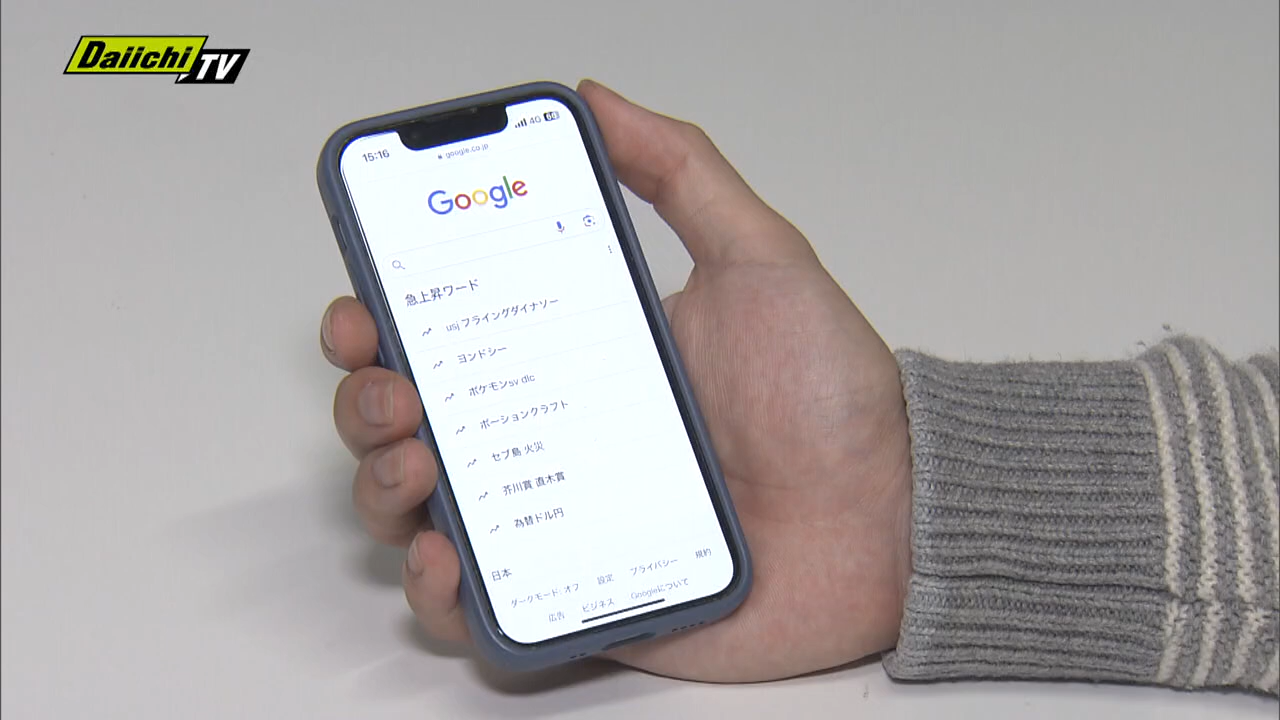 Daiichi TV
15:16
4G 60
google.co.jp
Google
急上昇ワード
usj フライングダイナソー
ヨンドシー
ポケモンsv dlc
ポーションクラフト
セブ島 火災
芥川賞 直木賞
為替ドル円
日本
ダークモード: オフ 設定 プライバシー 規約
広告 ビジネス Googleについて